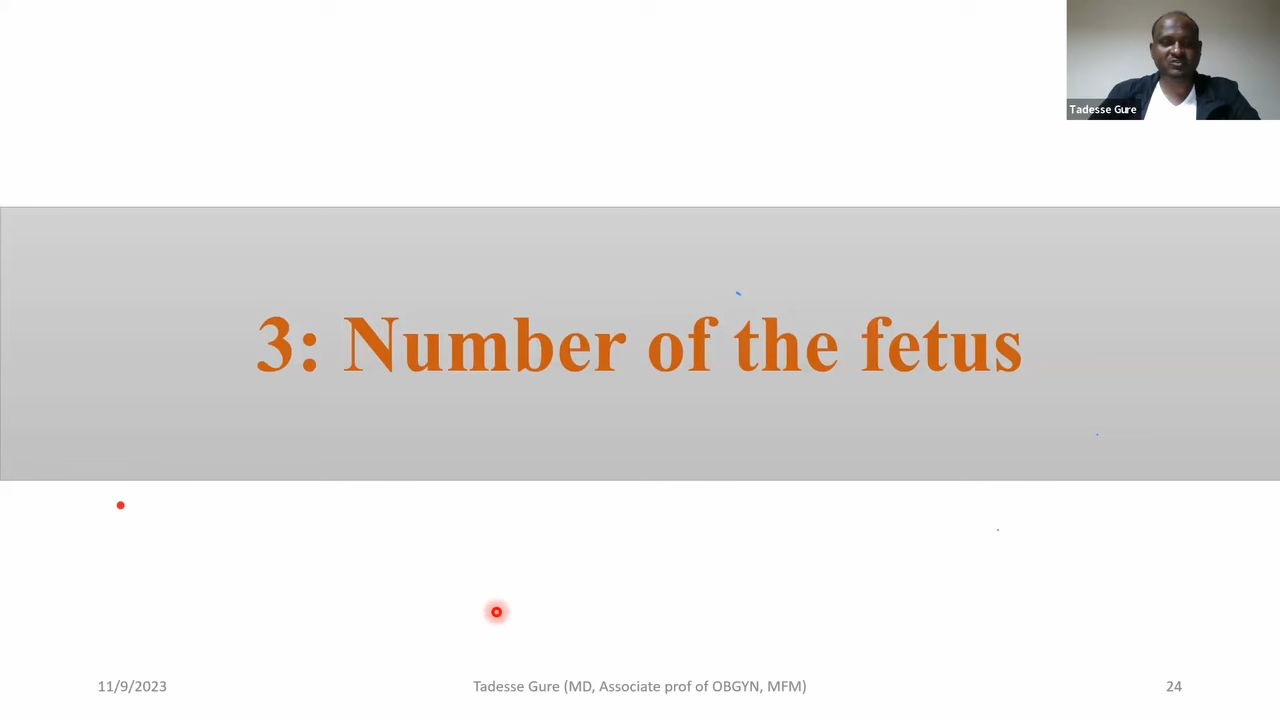 Tadesse Gure
3: Number of the fetus
11/9/2023
Tadesse Gure (MD, Associate prof of OBGYN, MFM)
24